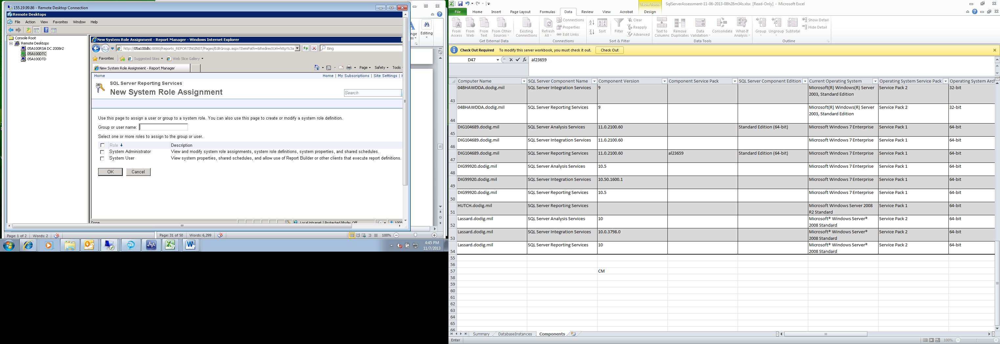 155.19.99.86 - Remote Desktop Connection
Remote Desktops
File Action View Favorites Window Help
Console Root
Remote Desktops
05A100RSA DC 2008r2
05A100DTC
05A100DTD
New System Role Assignment - Report Manager - Windows Internet Explorer
http://05a100dtc:8080/Reports_REPORTINGINST/Pages/EditGroup.aspx?ItemPath=&RedirectUrl=http%3a
Bing
Favorites Suggested Sites Web Slice Gallery
New System Role Assignment - Report Manager
Page Safety Tools
Home
Home | My Subscriptions | Site Settings |
SQL Server Reporting Services
New System Role Assignment
Search
Use this page to assign a user or group to a system role. You can also use this page to create or modify a system role definition.
Group or user name:
Select one or more roles to assign to the group or user.
Role Description
System Administrator View and modify system role assignments, system role definitions, system properties, and shared schedules.
System User View system properties, shared schedules, and allow use of Report Builder or other clients that execute report definitions.
OK Cancel
Done Local intranet | Protected Mode: Off 100%
Editing
Page: 1 of 2 Words: 2
Page: 31 of 50 Words: 6,299 100%
4:45 PM
11/7/2013
Table Tools
SqlServerAssessment-11-06-2013-08h28m34s.xlsx [Read-Only] - Microsoft Excel
File Home Insert Page Layout Formulas Data Review View Acrobat Design
From Access From Web From Text From Other Sources Existing Connections
Get External Data
Refresh All Connections Properties Edit Links
Connections
Sort Filter Clear Reapply Advanced
Sort & Filter
Text to Columns Remove Duplicates Data Validation Consolidate What-If Analysis
Data Tools
Group Ungroup Subtotal Show Detail Hide Detail
Outline
Check Out Required To modify this server workbook, you must check it out. Check Out
D47 fx al23659
Computer Name SQL Server Component Name Component Version Component Service Pack SQL Server Component Edition Current Operating System Operating System Service Pack Operating System Arch
43 04BHAWDDA.dodig.mil SQL Server Integration Services 9 Microsoft(R) Windows(R) Server 2003, Standard Edition Service Pack 2 32-bit
44 04BHAWDDA.dodig.mil SQL Server Reporting Services 9 Microsoft(R) Windows(R) Server 2003, Standard Edition Service Pack 2 32-bit
45 DIG104689.dodig.mil SQL Server Analysis Services 11.0.2100.60 Standard Edition (64-bit) Microsoft Windows 7 Enterprise Service Pack 1 64-bit
46 DIG104689.dodig.mil SQL Server Integration Services 11.0.2100.60 Microsoft Windows 7 Enterprise Service Pack 1 64-bit
47 DIG104689.dodig.mil SQL Server Reporting Services 11.0.2100.60 al23659 Standard Edition (64-bit) Microsoft Windows 7 Enterprise Service Pack 1 64-bit
48 DIG99920.dodig.mil SQL Server Analysis Services 10.5 Microsoft Windows 7 Enterprise Service Pack 1 64-bit
49 DIG99920.dodig.mil SQL Server Integration Services 10.50.1600.1 Microsoft Windows 7 Enterprise Service Pack 1 64-bit
50 DIG99920.dodig.mil SQL Server Reporting Services 10.5 Microsoft Windows 7 Enterprise Service Pack 1 64-bit
51 HUTCH.dodig.mil SQL Server Reporting Services Microsoft Windows Server 2008 R2 Standard Service Pack 1 64-bit
52 Lassard.dodig.mil SQL Server Analysis Services 10 Microsoft® Windows Server® 2008 Standard Service Pack 2 64-bit
53 Lassard.dodig.mil SQL Server Integration Services 10.0.3798.0 Microsoft® Windows Server® 2008 Standard Service Pack 2 64-bit
54 Lassard.dodig.mil SQL Server Reporting Services 10 Microsoft® Windows Server® 2008 Standard Service Pack 2 64-bit
55
56
57 CM
58
59
60
61
62
63
64
65
66
Summary DatabaseInstances Components
Enter 100%